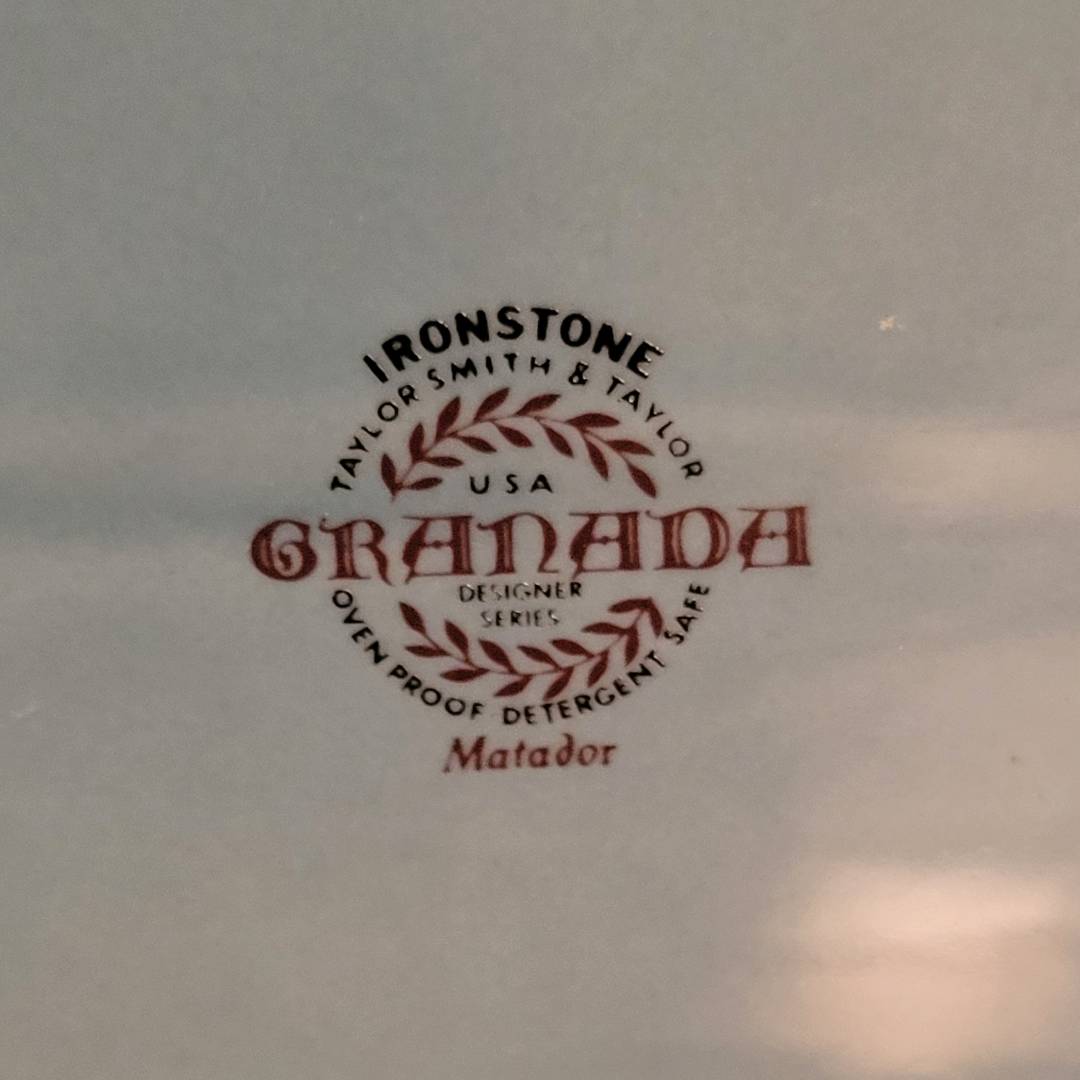 IRONSTONE
TAYLOR SMITH & TAYLOR
USA
GRANADA
DESIGNER
SERIES
OVEN PROOF DETERGENT SAFE
Matador